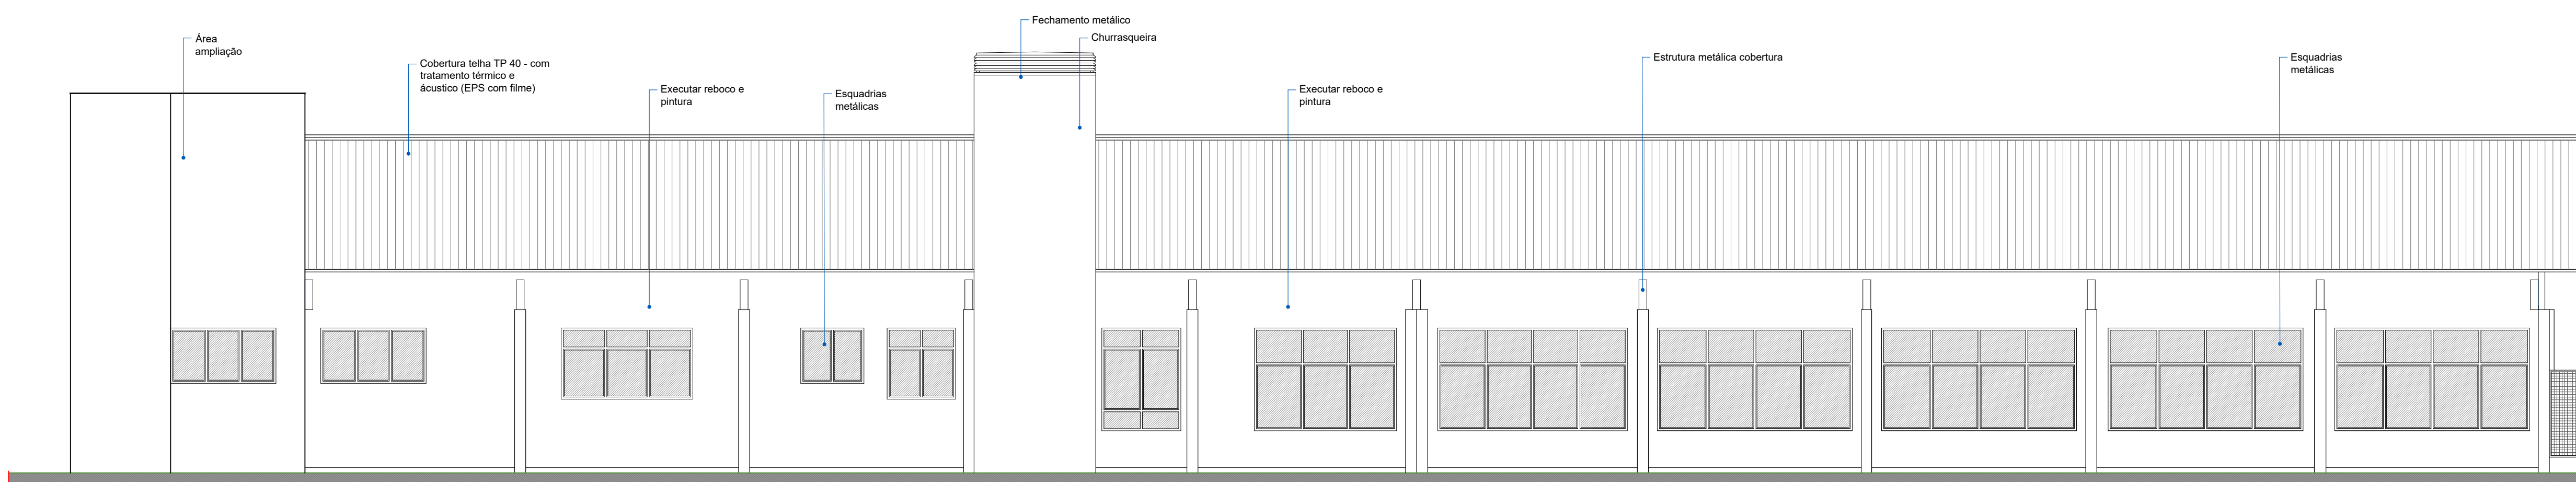 Área
ampliação
Cobertura telha TP 40 - com
tratamento térmico e
ácustico (EPS com filme)
Executar reboco e
pintura
Esquadrias
metálicas
Fechamento metálico
Churrasqueira
Executar reboco e
pintura
Estrutura metálica cobertura
Esquadrias
metálicas